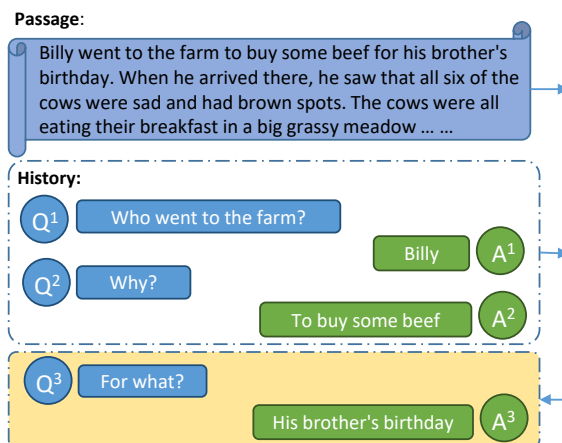 Passage:
Billy went to the farm to buy some beef for his brother's
birthday. When he arrived there, he saw that all six of the
cows were sad and had brown spots. The cows were all
eating their breakfast in a big grassy meadow ... ...
History:
Q1 Who went to the farm?
Billy A1
Q2 Why?
To buy some beef A2
Q3 For what?
His brother's birthday A3